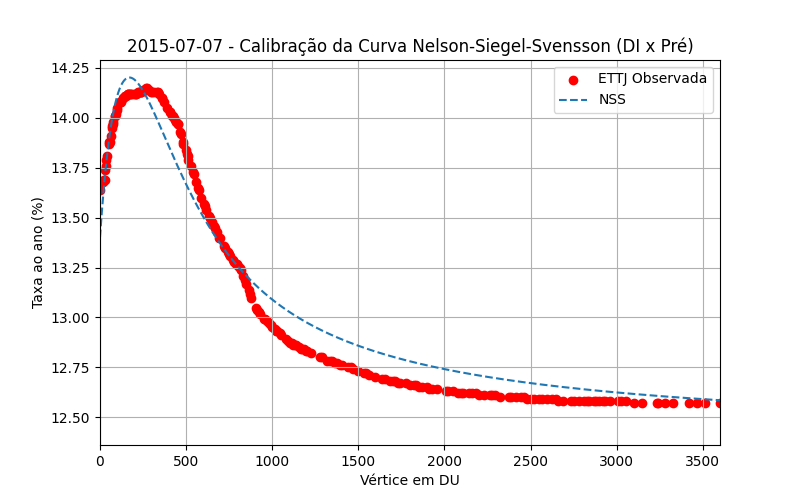 2015-07-07 - Calibração da Curva Nelson-Siegel-Svensson (DI x Pré)
ETTJ Observada
NSS
Taxa ao ano (%)
14.25
14.00
13.75
13.50
13.25
13.00
12.75
12.50
0 500 1000 1500 2000 2500 3000 3500
Vértice em DU